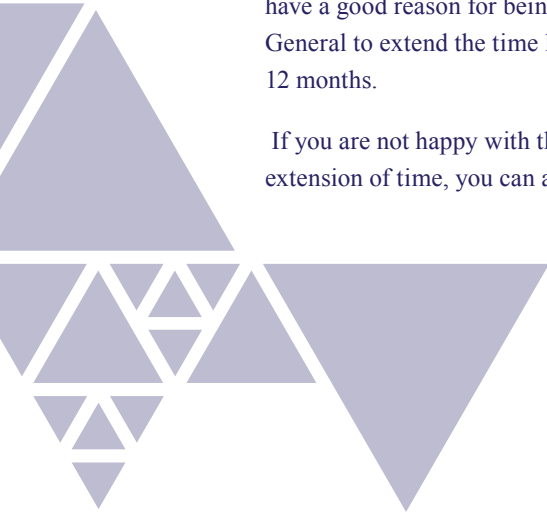 have a good reason for bein
General to extend the time
12 months.
If you are not happy with th
extension of time, you can a